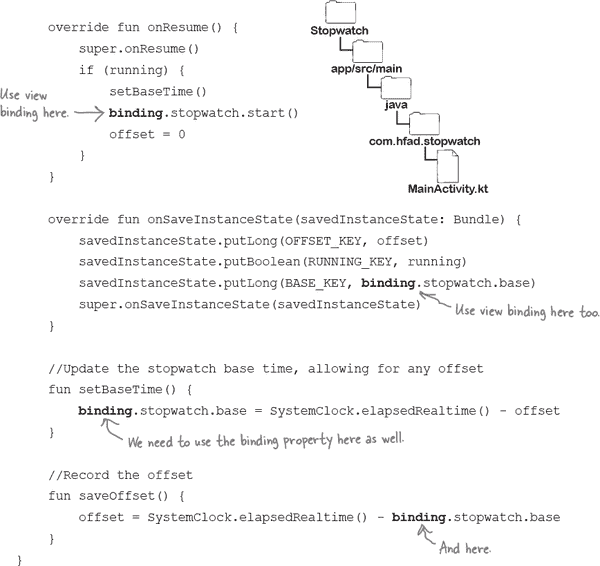 override fun onResume() {
super.onResume()
if (running) {
setBaseTime()
binding.stopwatch.start()
offset = 0
}
}
Use view
binding here.
Stopwatch
app/src/main
java
com.hfad.stopwatch
MainActivity.kt
override fun onSaveInstanceState(savedInstanceState: Bundle) {
savedInstanceState.putLong(OFFSET_KEY, offset)
savedInstanceState.putBoolean(RUNNING_KEY, running)
savedInstanceState.putLong(BASE_KEY, binding.stopwatch.base)
super.onSaveInstanceState(savedInstanceState)
Use view binding here too.
}
//Update the stopwatch base time, allowing for any offset
fun setBaseTime() {
binding.stopwatch.base = SystemClock.elapsedRealtime() - offset
}
We need to use the binding property here as well.
//Record the offset
fun saveOffset() {
offset = SystemClock.elapsedRealtime() - binding.stopwatch.base
}
And here.
}